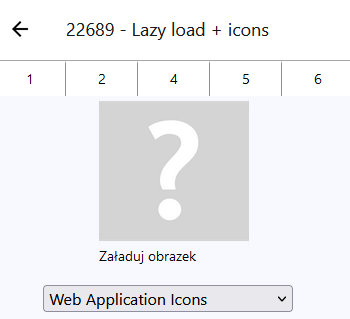 22689 - Lazy load + icons
1 2 4 5 6
?
Załaduj obrazek
Web Application Icons